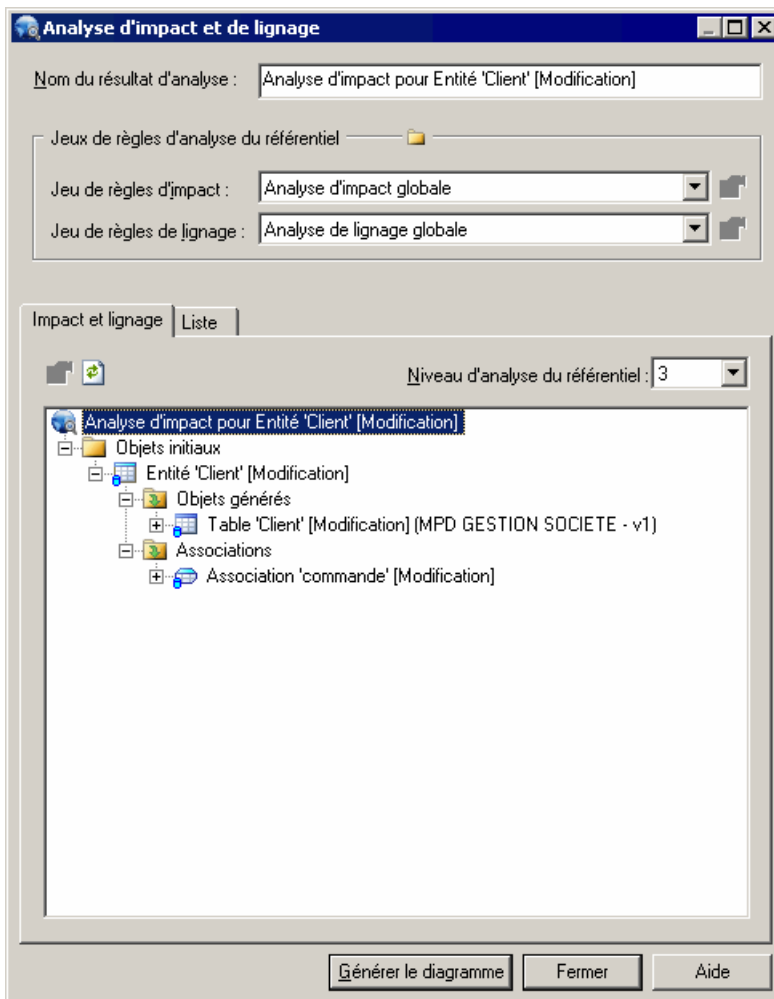 Analyse d'impact et de lignage
Nom du résultat d'analyse : Analyse d'impact pour Entité 'Client' [Modification]
Jeux de règles d'analyse du référentiel
Jeu de règles d'impact : Analyse d'impact globale
Jeu de règles de lignage : Analyse de lignage globale
Impact et lignage Liste
Niveau d'analyse du référentiel : 3
Analyse d'impact pour Entité 'Client' [Modification]
Objets initiaux
Entité 'Client' [Modification]
Objets générés
Table 'Client' [Modification] (MPD GESTION SOCIETE - v1)
Associations
Association 'commande' [Modification]
Générer le diagramme Fermer Aide